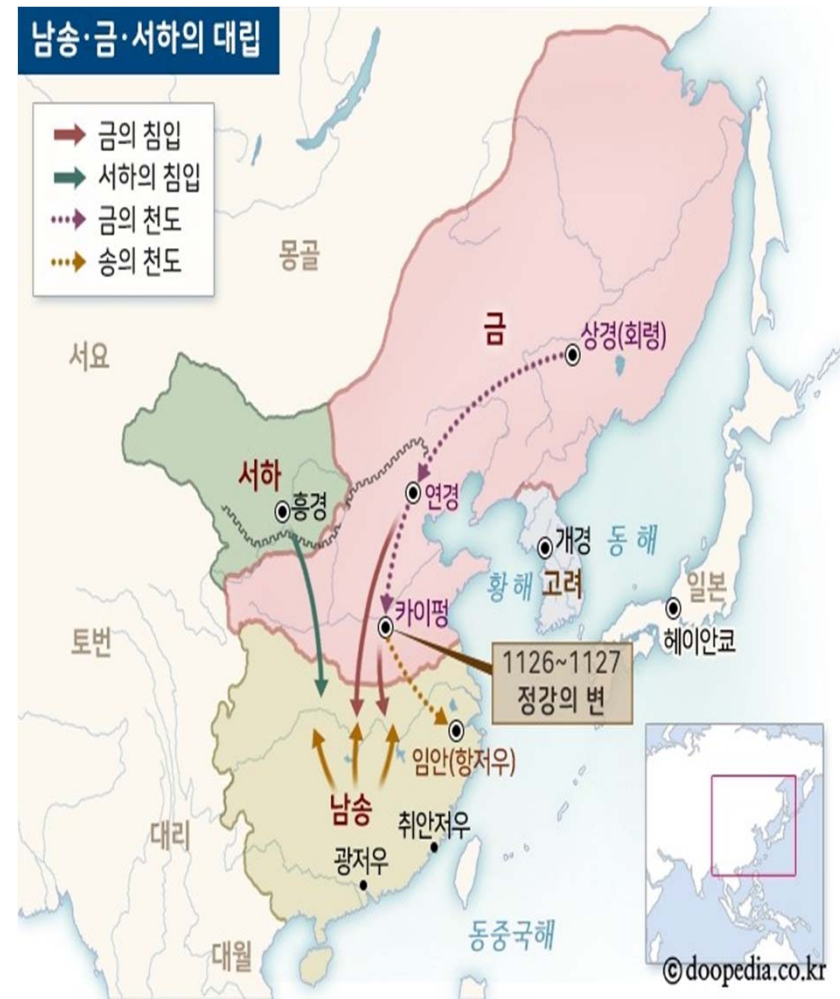 남송·금·서하의 대립
금의 침입
서하의 침입
금의 천도
송의 천도
몽골
서요
금
상경(회령)
서하
흥경
연경
개경
동해
황해
고려
일본
카이펑
헤이안쿄
토번
1126~1127
정강의 변
임안(항저우)
남송
취안저우
대리
광저우
동중국해
대월
©doopedia.co.kr